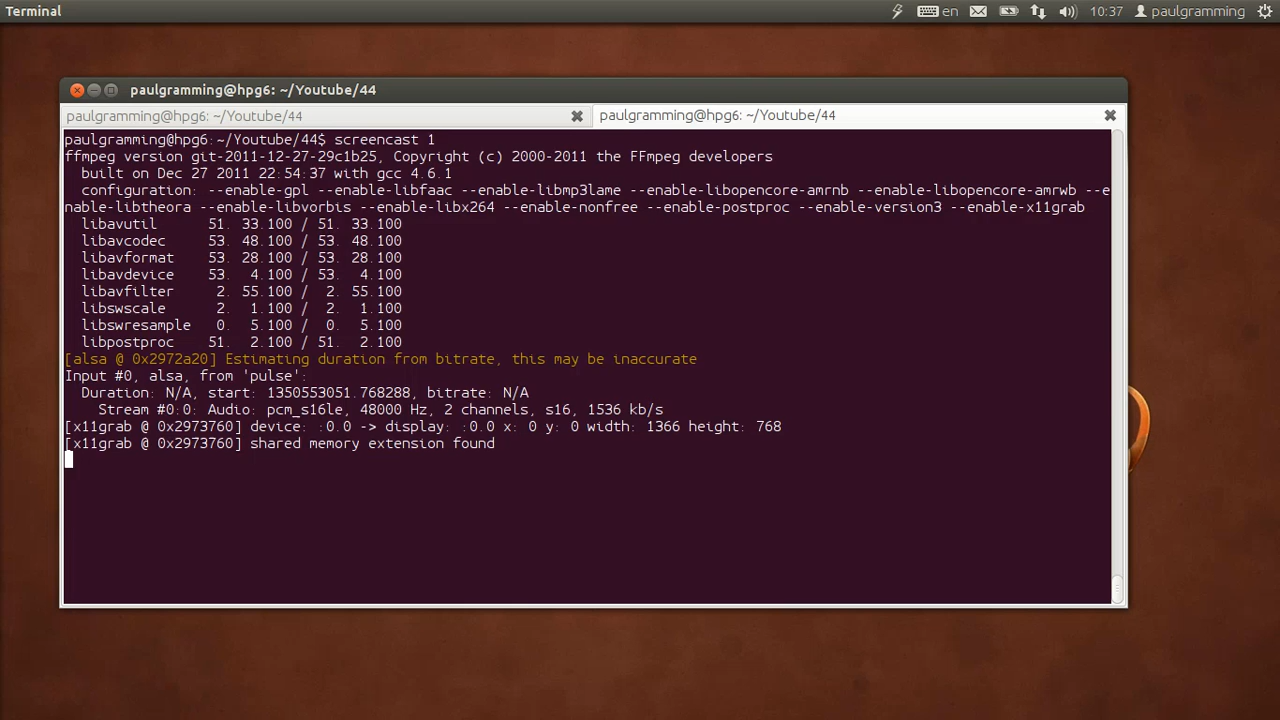 Terminal en 10:37 paulgramming
paulgramming@hpg6: ~/Youtube/44
paulgramming@hpg6: ~/Youtube/44 paulgramming@hpg6: ~/Youtube/44
paulgramming@hpg6:~/Youtube/44$ screencast 1
ffmpeg version git-2011-12-27-29c1b25, Copyright (c) 2000-2011 the FFmpeg developers
  built on Dec 27 2011 22:54:37 with gcc 4.6.1
  configuration: --enable-gpl --enable-libfaac --enable-libmp3lame --enable-libopencore-amrnb --enable-libopencore-amrwb --e
nable-libtheora --enable-libvorbis --enable-libx264 --enable-nonfree --enable-postproc --enable-version3 --enable-x11grab
  libavutil      51. 33.100 / 51. 33.100
  libavcodec     53. 48.100 / 53. 48.100
  libavformat    53. 28.100 / 53. 28.100
  libavdevice    53.  4.100 / 53.  4.100
  libavfilter     2. 55.100 /  2. 55.100
  libswscale      2.  1.100 /  2.  1.100
  libswresample   0.  5.100 /  0.  5.100
  libpostproc    51.  2.100 / 51.  2.100
[alsa @ 0x2972a20] Estimating duration from bitrate, this may be inaccurate
Input #0, alsa, from 'pulse':
  Duration: N/A, start: 1350553051.768288, bitrate: N/A
    Stream #0:0: Audio: pcm_s16le, 48000 Hz, 2 channels, s16, 1536 kb/s
[x11grab @ 0x2973760] device: :0.0 -> display: :0.0 x: 0 y: 0 width: 1366 height: 768
[x11grab @ 0x2973760] shared memory extension found